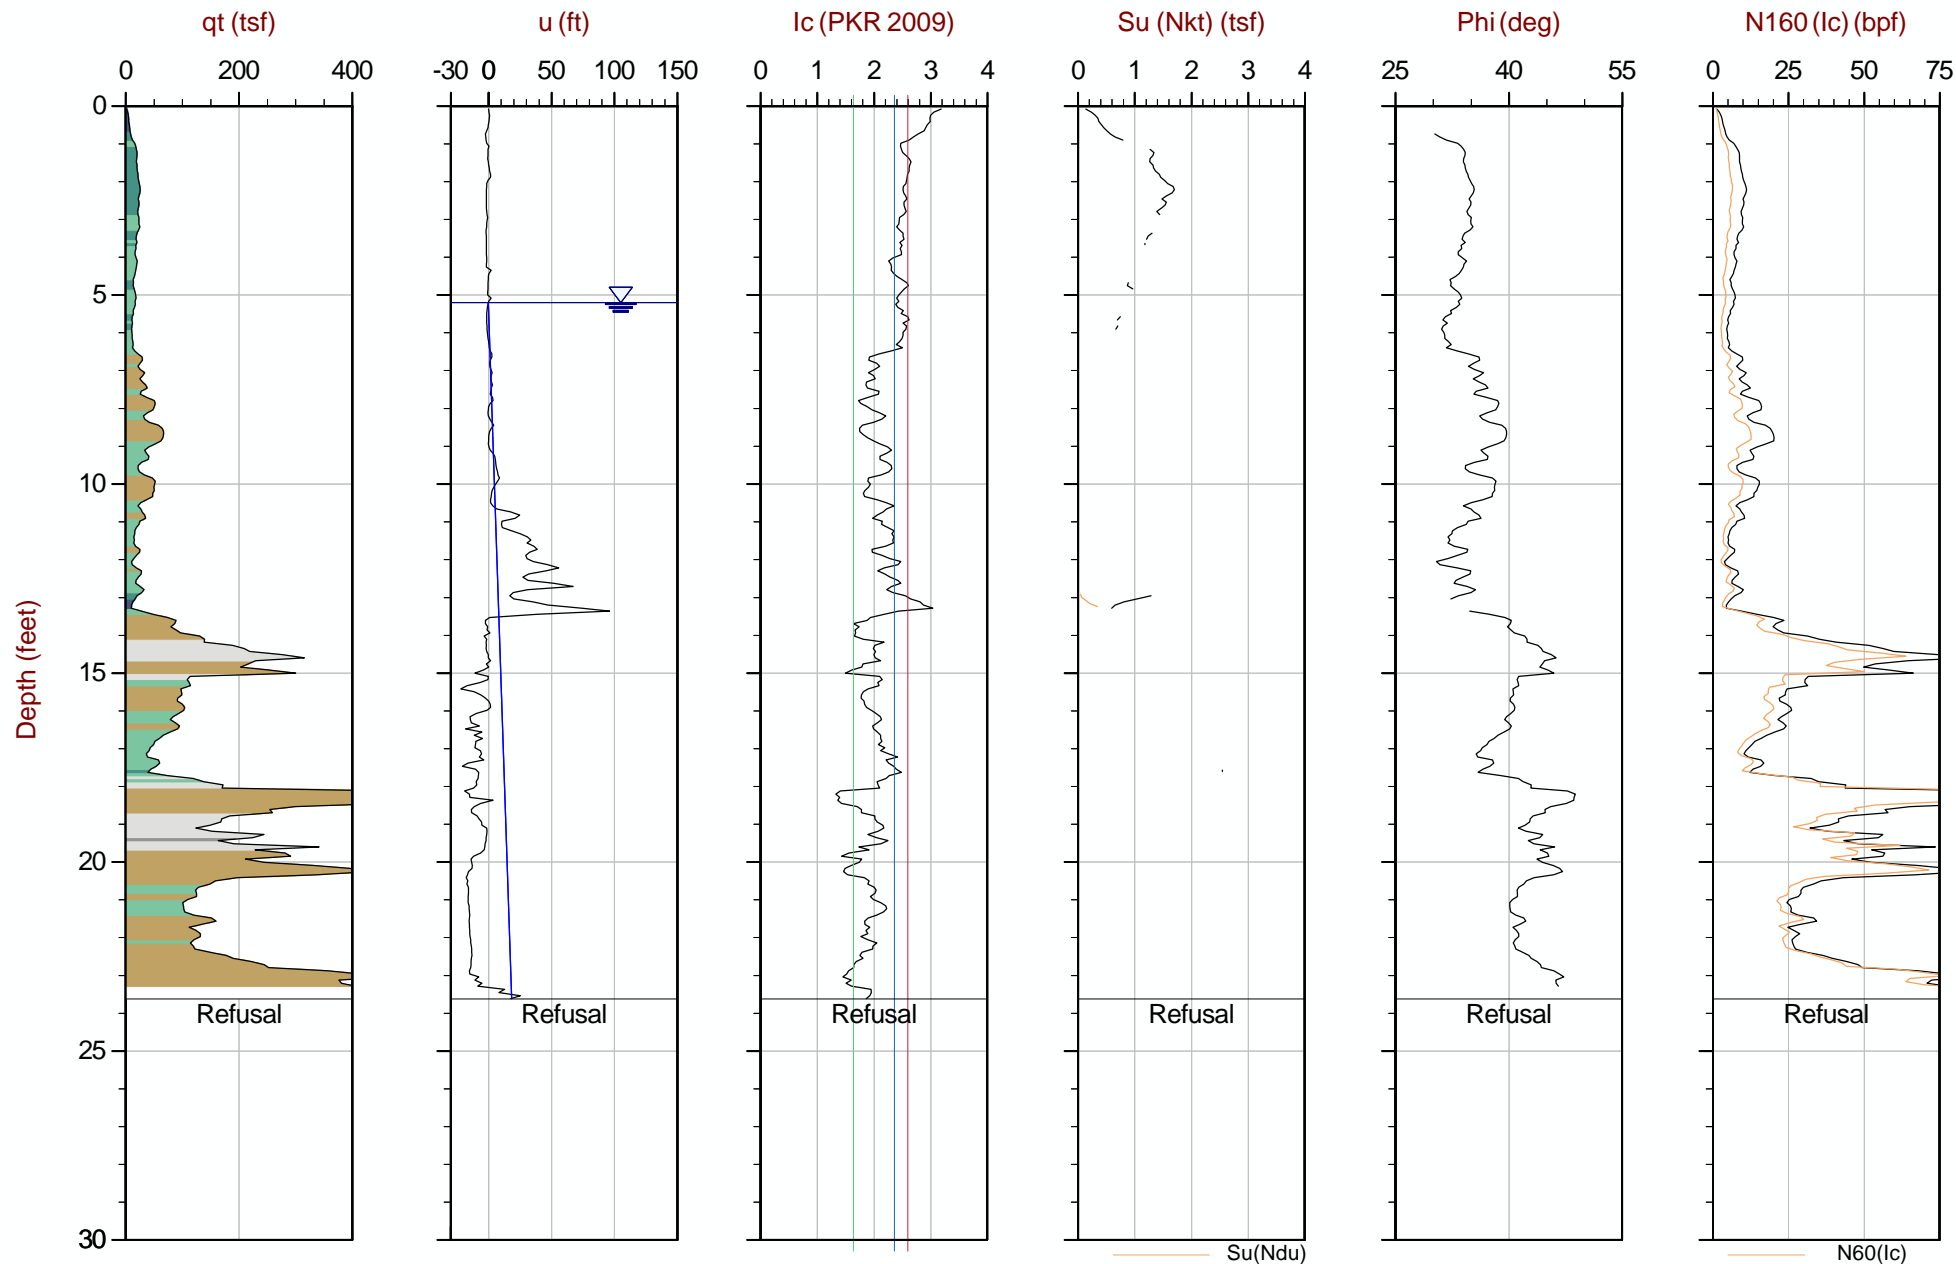 qt (tsf) u (ft) Ic (PKR 2009) Su (Nkt) (tsf) Phi (deg) N160 (Ic) (bpf)
0 200 400 -30 0 50 100 150 0 1 2 3 4 0 1 2 3 4 25 40 55 0 25 50 75
0
5
10
15
20
25
30
Depth (feet)
Refusal Refusal Refusal Refusal Refusal Refusal
Su(Ndu) N60(Ic)